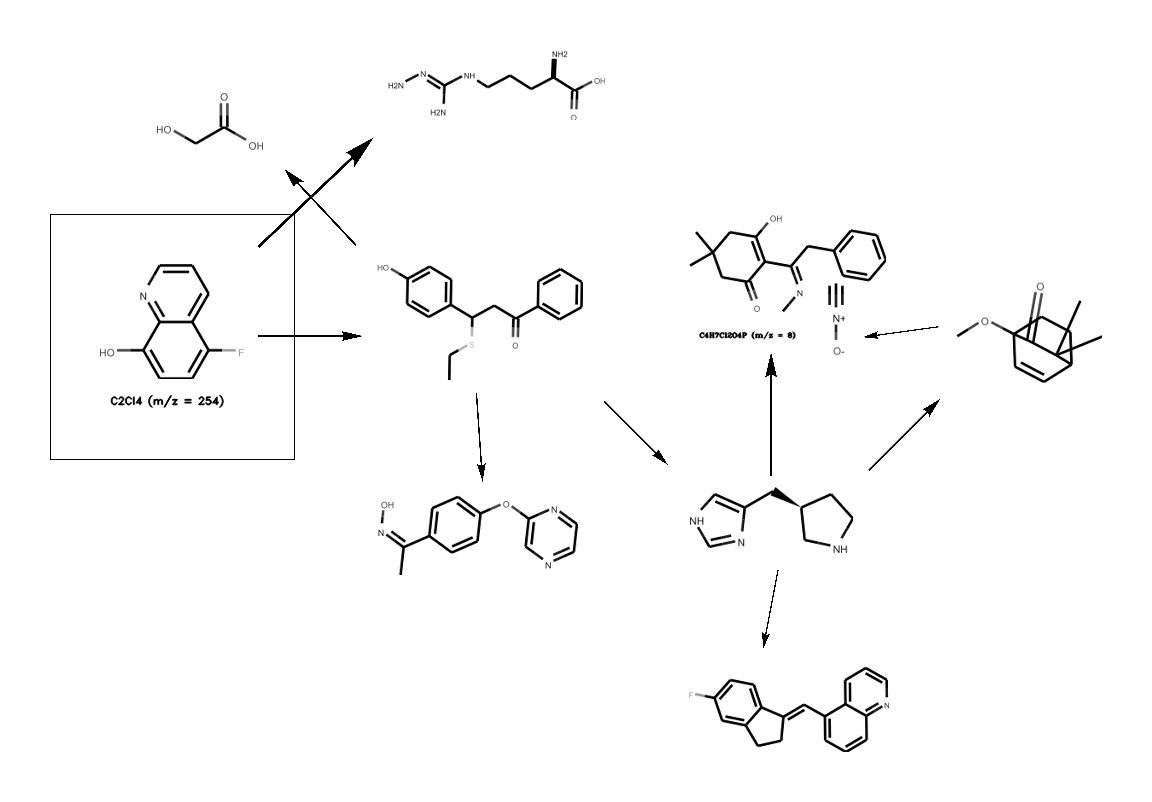 NH2
H2N
N
NH
OH
O
H2N
O
HO
OH
OH
HO
N
HO
F
C2Cl4 (m/z = 254)
S
O
O
N
C4H7Cl2O4P (m/z = 8)
N+
O-
O
O
OH
N
O
N
N
NH
N
NH
F
N